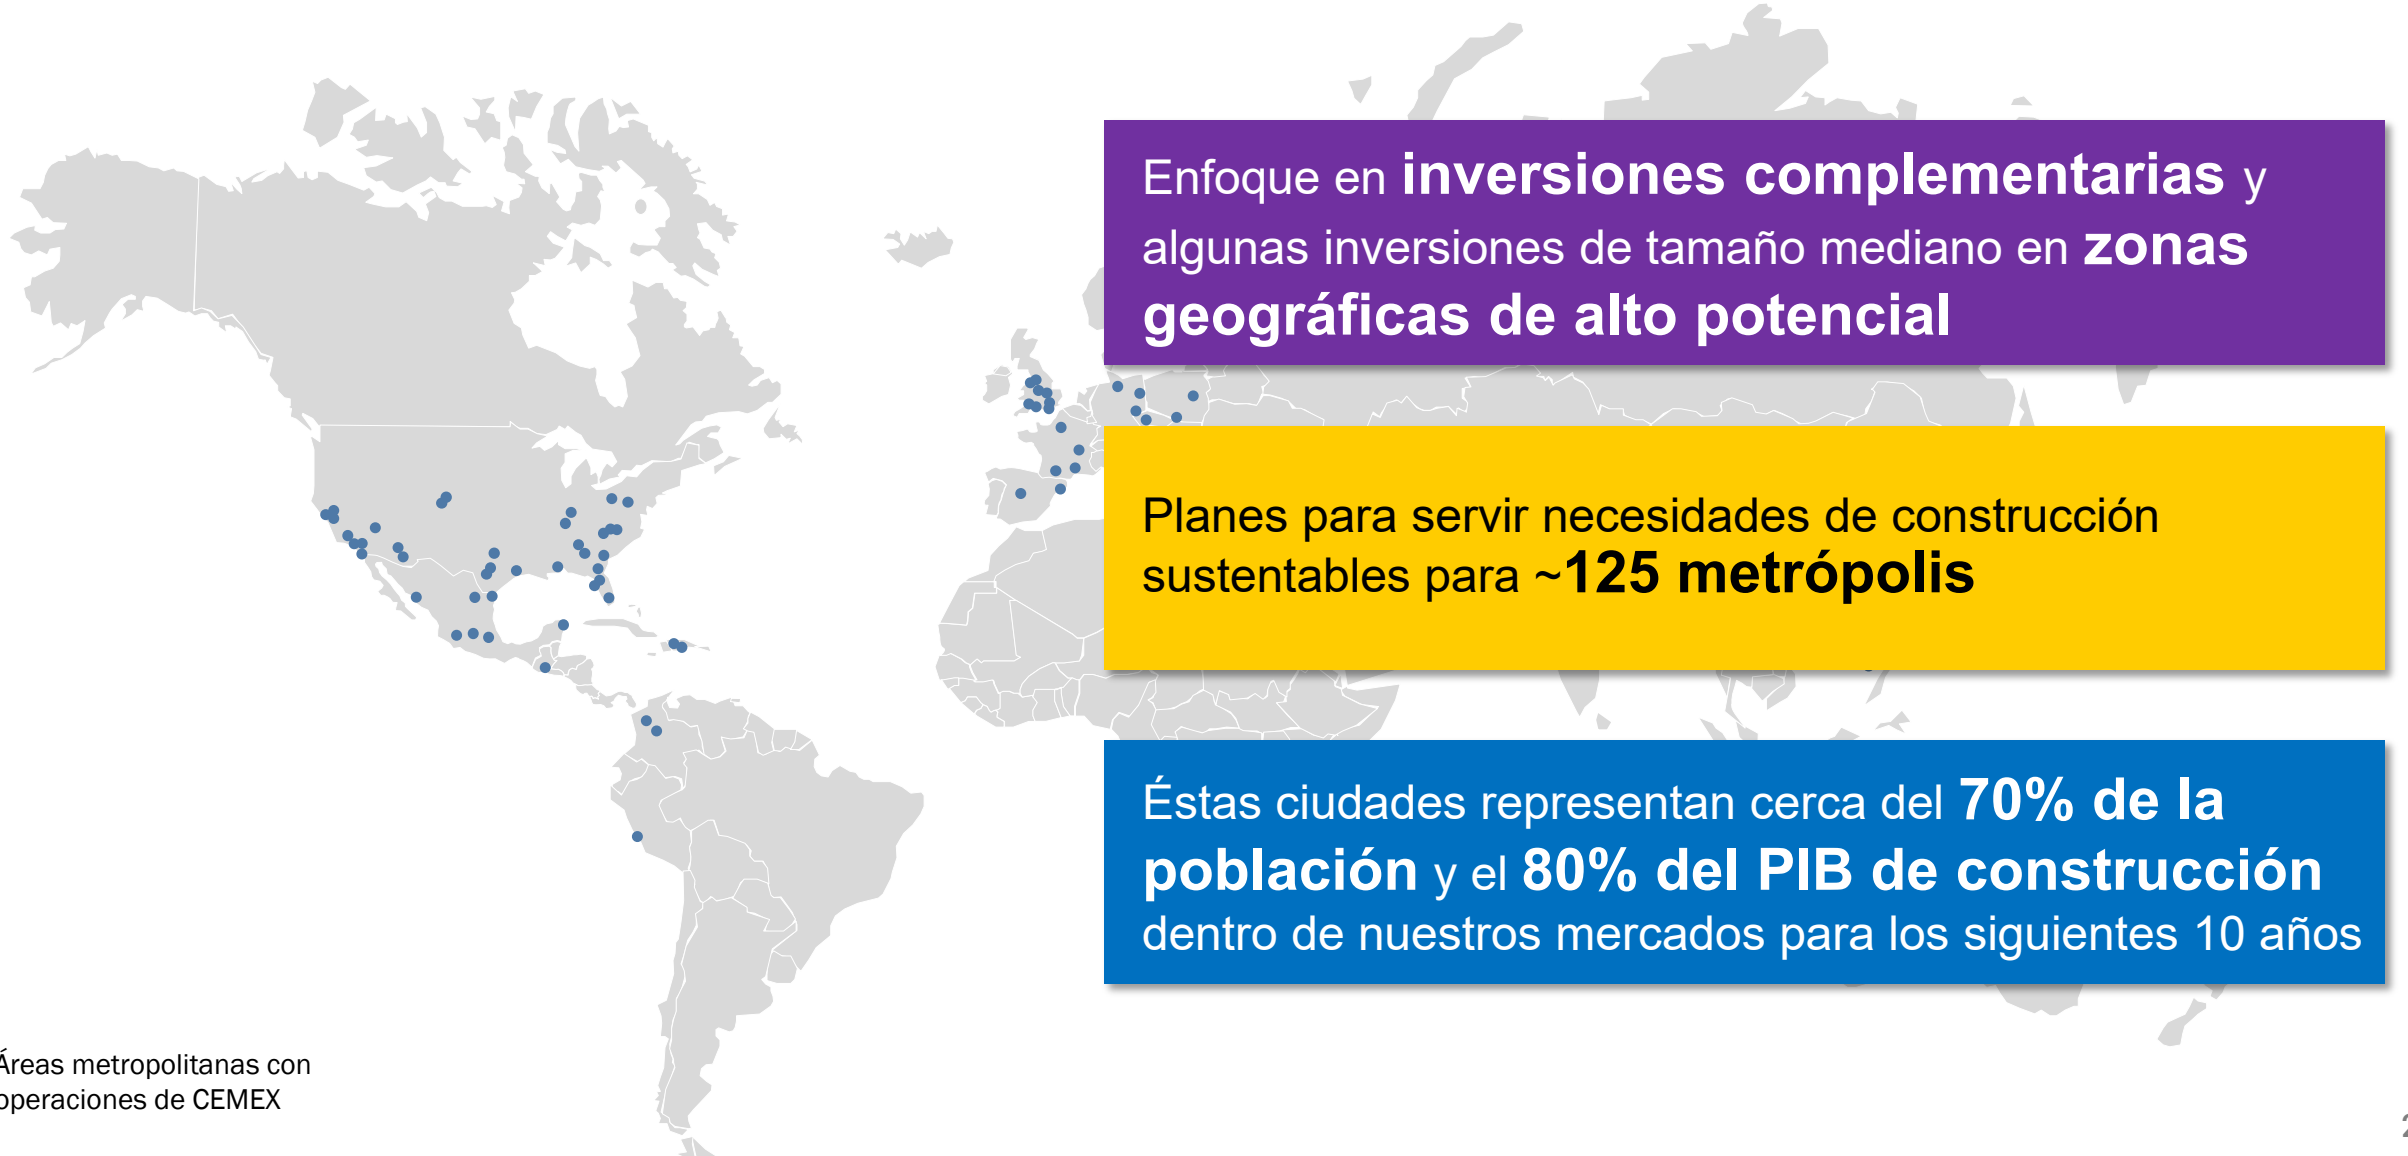 Enfoque en inversiones complementarias y
algunas inversiones de tamaño mediano en zonas
geográficas de alto potencial
Planes para servir necesidades de construcción
sustentables para ~125 metrópolis
Éstas ciudades representan cerca del 70% de la
población y el 80% del PIB de construcción
dentro de nuestros mercados para los siguientes 10 años
Áreas metropolitanas con
operaciones de CEMEX